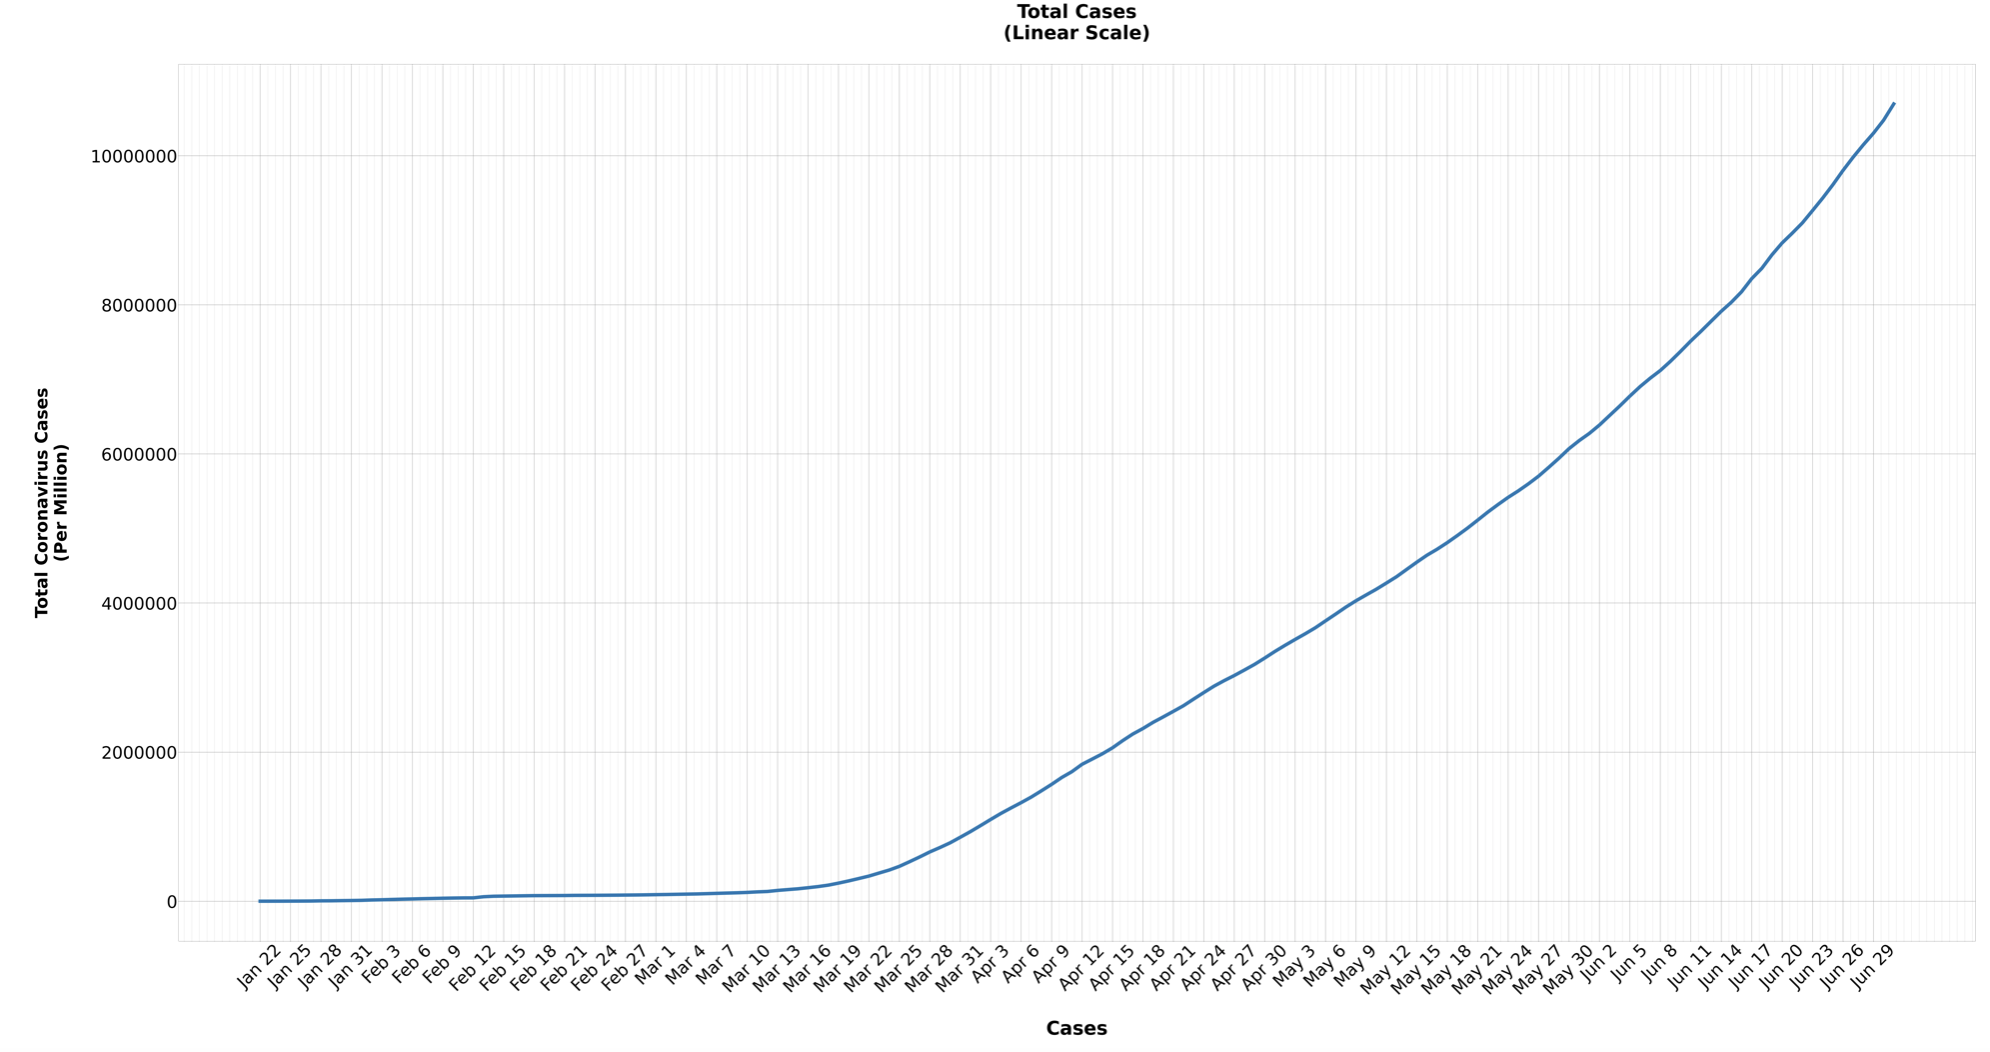 Total Cases
(Linear Scale)
10000000
8000000
6000000
4000000
2000000
0
Total Coronavirus Cases
(Per Million)
Jan 22
Jan 25
Jan 28
Jan 31
Feb 3
Feb 6
Feb 9
Feb 12
Feb 15
Feb 18
Feb 21
Feb 24
Feb 27
Mar 1
Mar 4
Mar 7
Mar 10
Mar 13
Mar 16
Mar 19
Mar 22
Mar 25
Mar 28
Mar 31
Apr 3
Apr 6
Apr 9
Apr 12
Apr 15
Apr 18
Apr 21
Apr 24
Apr 27
Apr 30
May 3
May 6
May 9
May 12
May 15
May 18
May 21
May 24
May 27
May 30
Jun 2
Jun 5
Jun 8
Jun 11
Jun 14
Jun 17
Jun 20
Jun 23
Jun 26
Jun 29
Cases